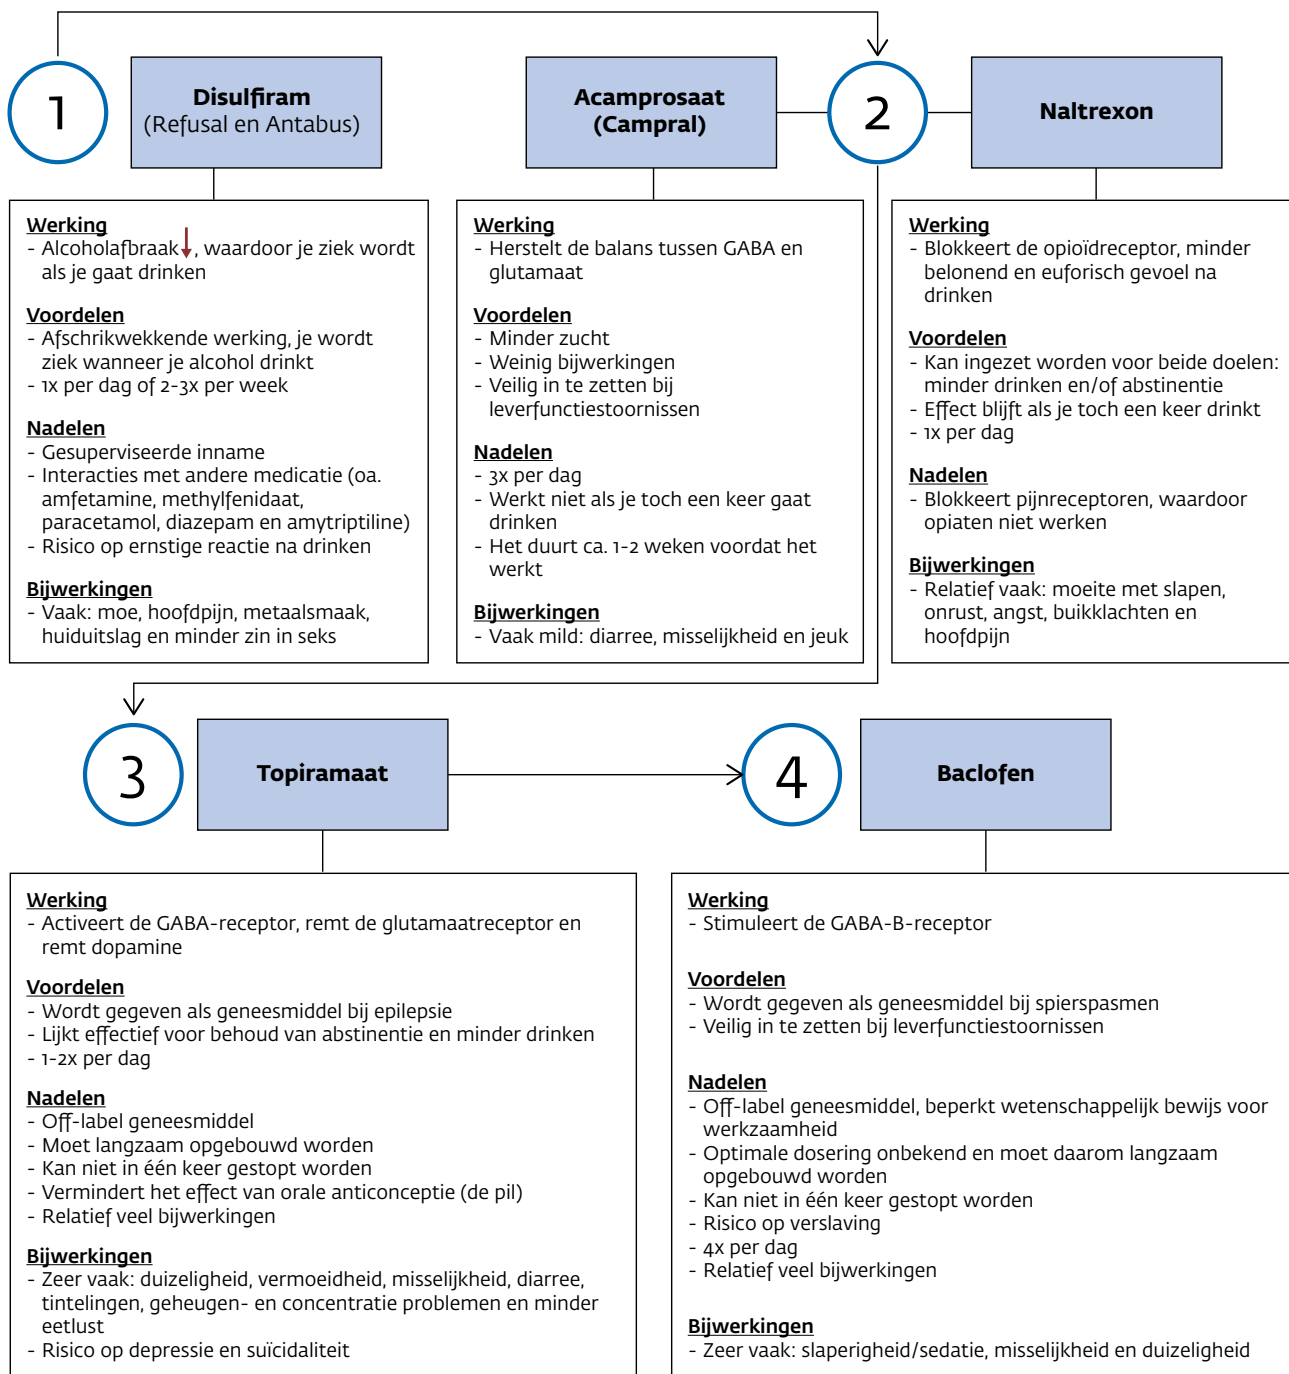 1
Disulfiram
(Refusal en Antabus)
Werking
- Alcoholafbraak↓, waardoor je ziek wordt
als je gaat drinken
Voordelen
- Afschrikwekkende werking, je wordt
ziek wanneer je alcohol drinkt
- 1x per dag of 2-3x per week
Nadelen
- Gesuperviseerde inname
- Interacties met andere medicatie (oa.
amfetamine, methylfenidaat,
paracetamol, diazepam en amytriptiline)
- Risico op ernstige reactie na drinken
Bijwerkingen
- Vaak: moe, hoofdpijn, metaalsmaak,
huiduitslag en minder zin in seks
Acamprosaat
(Campral)
Werking
- Herstelt de balans tussen GABA en
glutamaat
Voordelen
- Minder zucht
- Weinig bijwerkingen
- Veilig in te zetten bij
leverfunctiestoornissen
Nadelen
- 3x per dag
- Werkt niet als je toch een keer gaat
drinken
- Het duurt ca. 1-2 weken voordat het
werkt
Bijwerkingen
- Vaak mild: diarree, misselijkheid en jeuk
2
Naltrexon
Werking
- Blokkeert de opioïdreceptor, minder
belonend en euforisch gevoel na
drinken
Voordelen
- Kan ingezet worden voor beide doelen:
minder drinken en/of abstinentie
- Effect blijft als je toch een keer drinkt
- 1x per dag
Nadelen
- Blokkeert pijnreceptoren, waardoor
opiaten niet werken
Bijwerkingen
- Relatief vaak: moeite met slapen,
onrust, angst, buikklachten en
hoofdpijn
3
Topiramaat
Werking
- Activeert de GABA-receptor, remt de glutamaatreceptor en
remt dopamine
Voordelen
- Wordt gegeven als geneesmiddel bij epilepsie
- Lijkt effectief voor behoud van abstinentie en minder drinken
- 1-2x per dag
Nadelen
- Off-label geneesmiddel
- Moet langzaam opgebouwd worden
- Kan niet in één keer gestopt worden
- Vermindert het effect van orale anticonceptie (de pil)
- Relatief veel bijwerkingen
Bijwerkingen
- Zeer vaak: duizeligheid, vermoeidheid, misselijkheid, diarree,
tintelingen, geheugen- en concentratie problemen en minder
eetlust
- Risico op depressie en suïcidaliteit
4
Baclofen
Werking
- Stimuleert de GABA-B-receptor
Voordelen
- Wordt gegeven als geneesmiddel bij spierspasmen
- Veilig in te zetten bij leverfunctiestoornissen
Nadelen
- Off-label geneesmiddel, beperkt wetenschappelijk bewijs voor
werkzaamheid
- Optimale dosering onbekend en moet daarom langzaam
opgebouwd worden
- Kan niet in één keer gestopt worden
- Risico op verslaving
- 4x per dag
- Relatief veel bijwerkingen
Bijwerkingen
- Zeer vaak: slaperigheid/sedatie, misselijkheid en duizeligheid